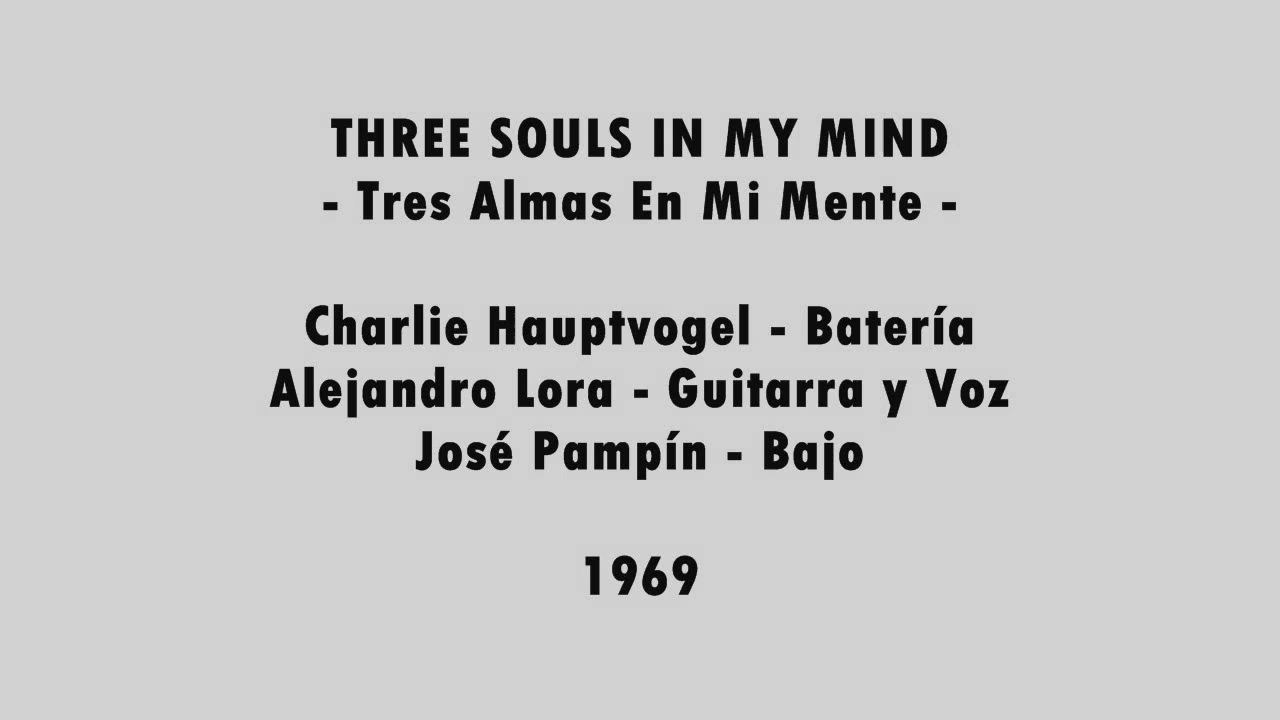 THREE SOULS IN MY MIND
- Tres Almas En Mi Mente -
Charlie Hauptvogel - Batería
Alejandro Lora - Guitarra y Voz
José Pampín - Bajo
1969